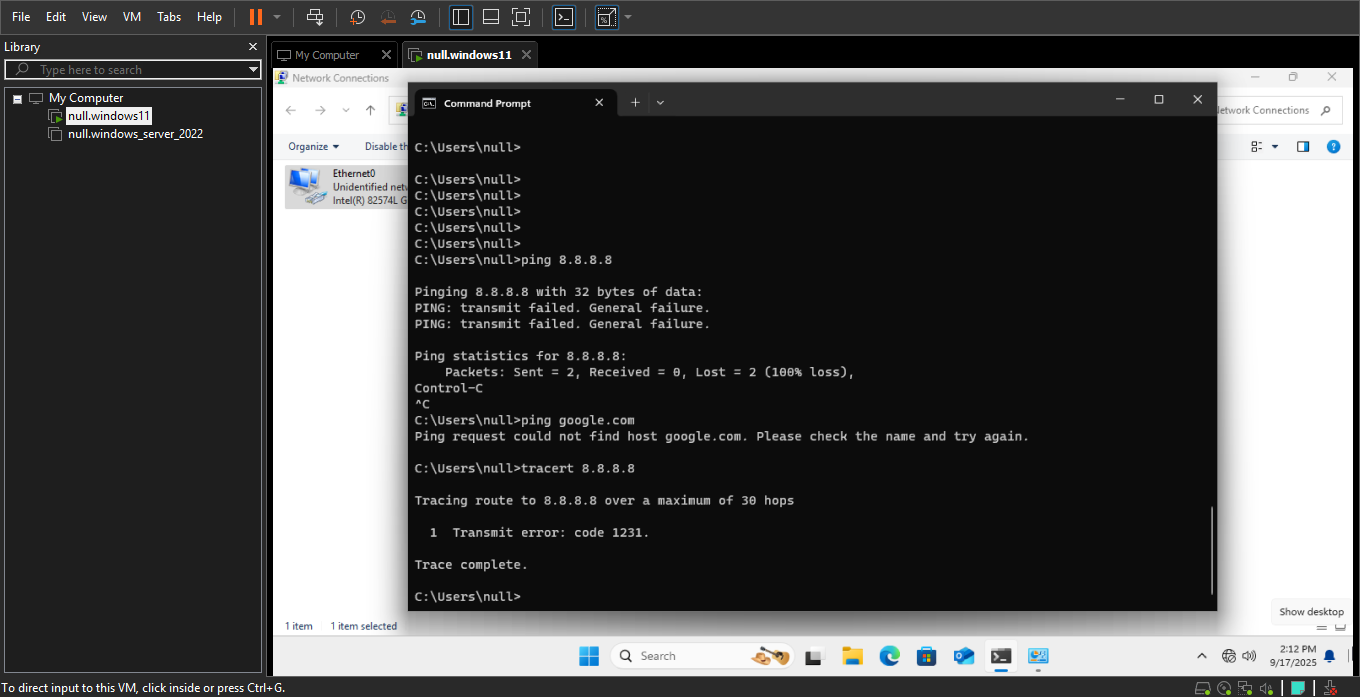 File Edit View VM Tabs Help
Library
Type here to search
My Computer
null.windows11
null.windows_server_2022
My Computer
null.windows11
Network Connections
Network Connections
Organize
Disable th
Ethernet0
Unidentified netw
Intel(R) 82574L G
Command Prompt
C:\Users\null>
C:\Users\null>
C:\Users\null>
C:\Users\null>
C:\Users\null>
C:\Users\null>
C:\Users\null>ping 8.8.8.8
Pinging 8.8.8.8 with 32 bytes of data:
PING: transmit failed. General failure.
PING: transmit failed. General failure.
Ping statistics for 8.8.8.8:
Packets: Sent = 2, Received = 0, Lost = 2 (100% loss),
Control-C
^C
C:\Users\null>ping google.com
Ping request could not find host google.com. Please check the name and try again.
C:\Users\null>tracert 8.8.8.8
Tracing route to 8.8.8.8 over a maximum of 30 hops
1 Transmit error: code 1231.
Trace complete.
C:\Users\null>
1 item 1 item selected
Show desktop
Search
2:12 PM
9/17/2025
To direct input to this VM, click inside or press Ctrl+G.